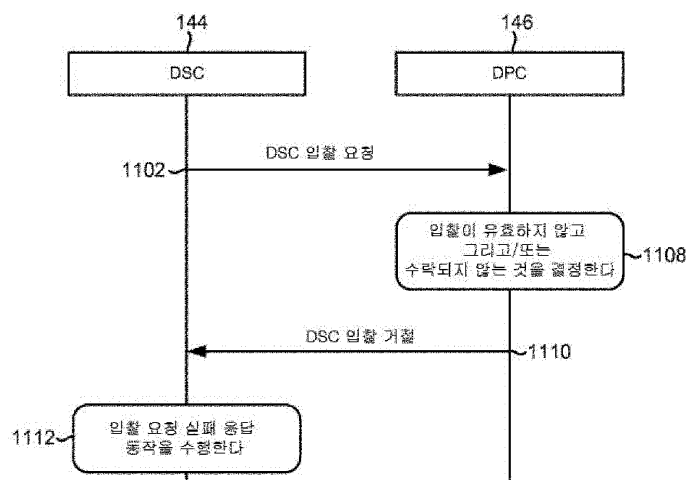 144
146
DSC
DPC
DSC 입찰 요청
1102
입찰이 유효하지 않고
그리고/또는
수락되지 않는 것을 결정한다
1108
DSC 입찰 거절
1110
입찰 요청 실패 응답
동작을 수행한다
1112